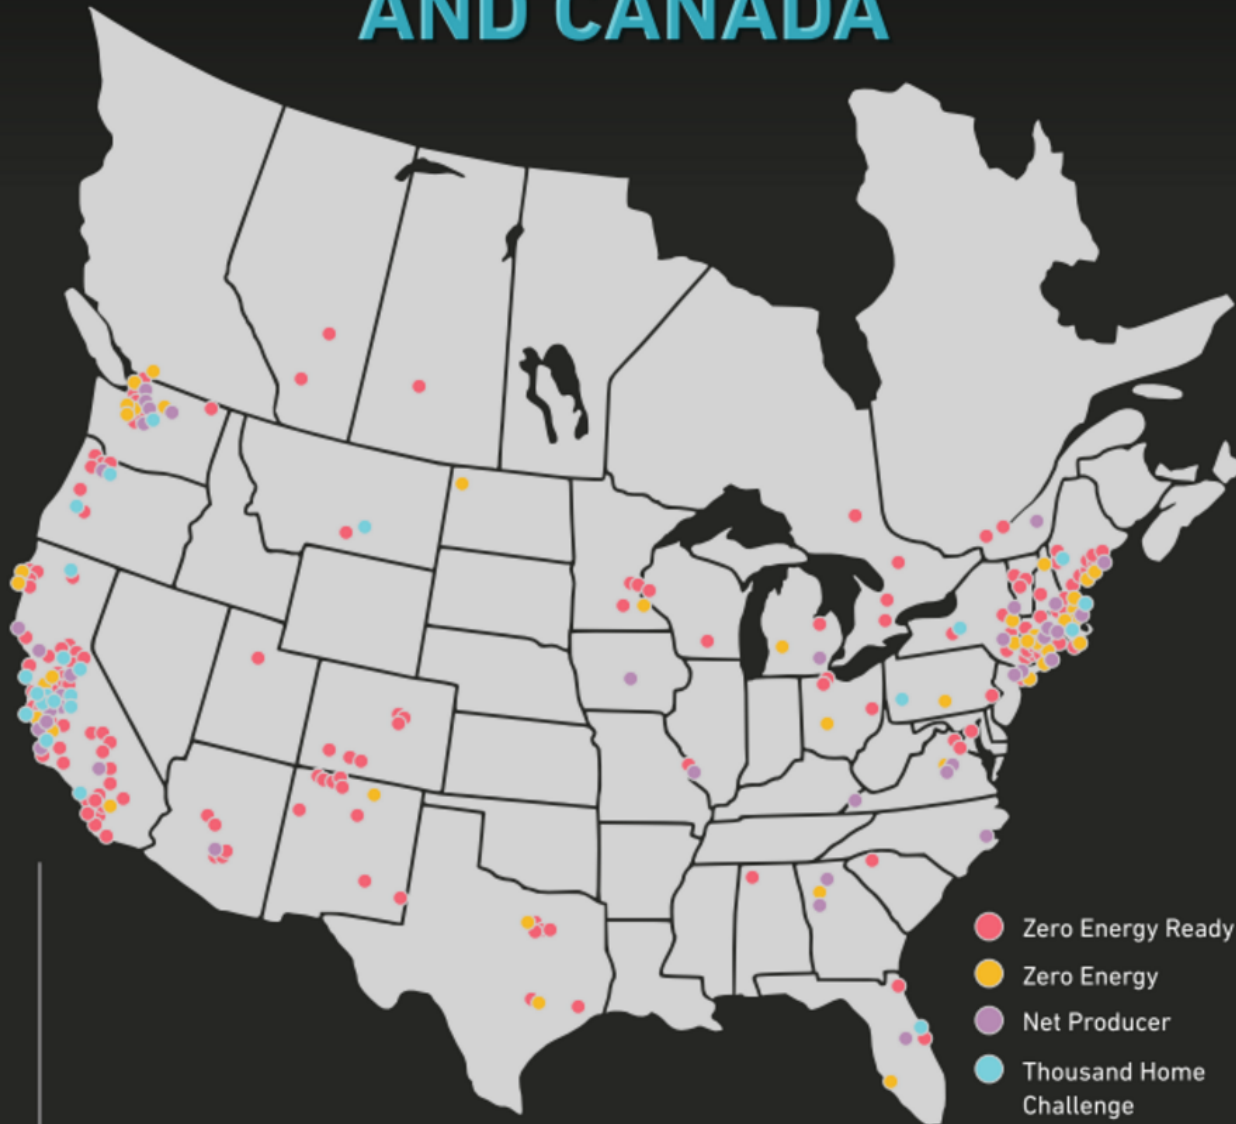 AND CANADA
Zero Energy Ready
Zero Energy
Net Producer
Thousand Home
Challenge